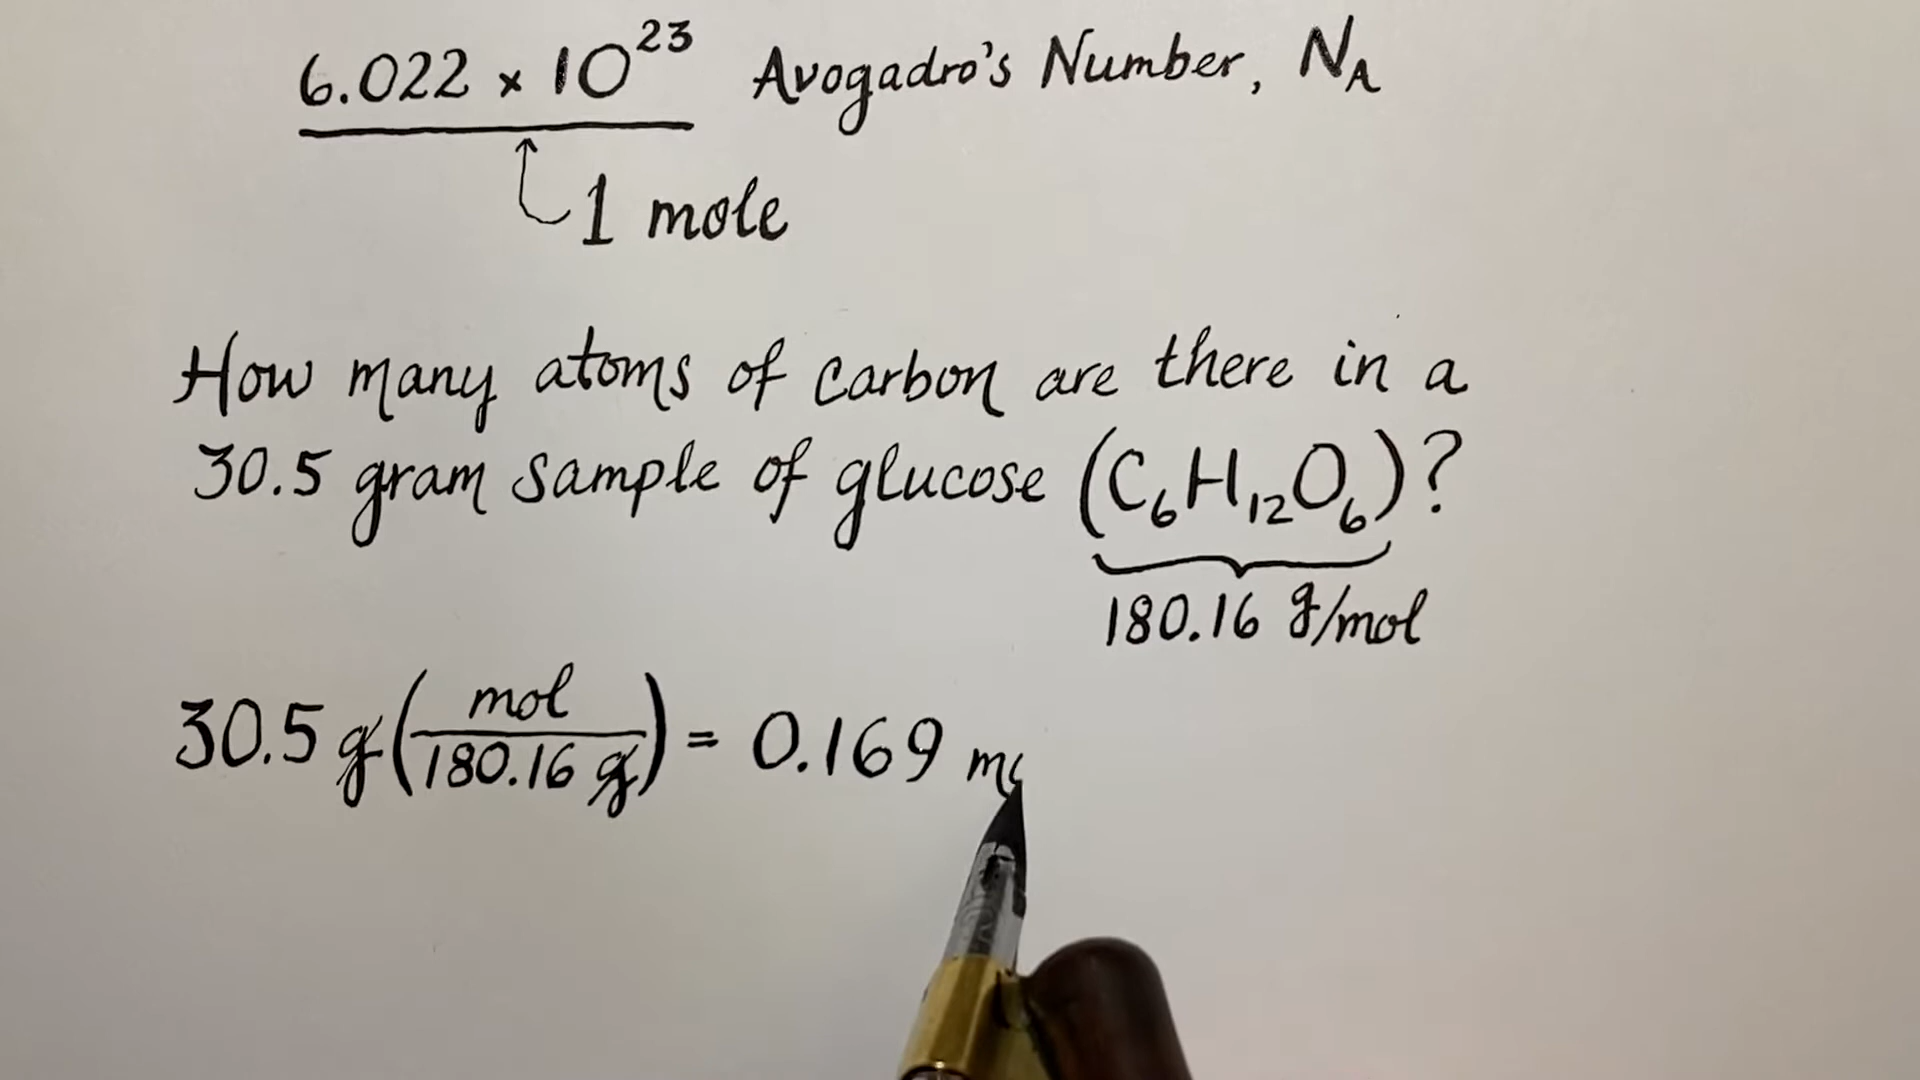 6.022 × 10²³ Avogadro's Number, N_A
1 mole
How many atoms of carbon are there in a
30.5 gram sample of glucose (C₆H₁₂O₆)?
180.16 g/mol
30.5 g(mol/180.16 g) = 0.169 m